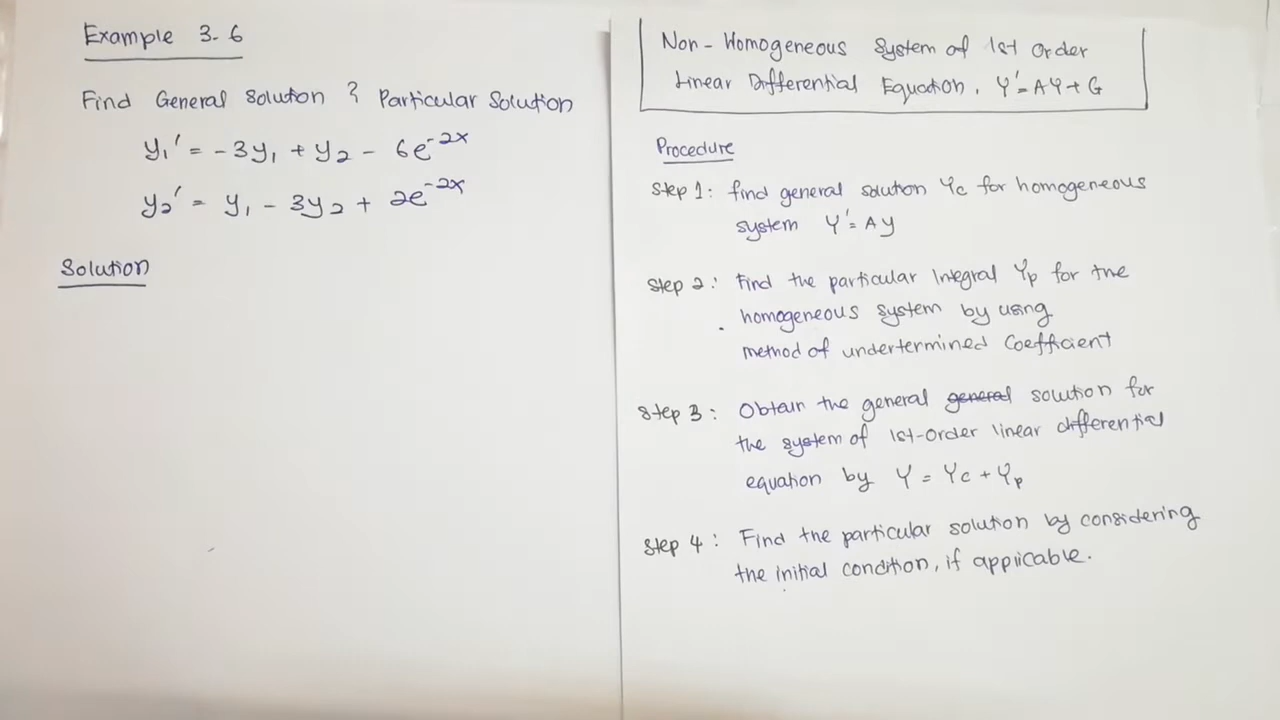 Example 3.6
Find General Solution & Particular Solution
y₁' = -3y₁ + y₂ - 6e⁻²ˣ
y₂' = y₁ - 3y₂ + 2e⁻²ˣ
Solution
Non-Homogeneous System of 1st Order
Linear Differential Equation, Y' = AY + G
Procedure
Step 1: find general solution Yc for homogeneous
system Y' = AY
Step 2: Find the particular Integral Yp for the
homogeneous system by using
method of undertermined Coefficient
Step 3: Obtain the general general solution for
the system of 1st-order linear differential
equation by Y = Yc + Yp
Step 4: Find the particular solution by considering
the initial condition, if applicable.